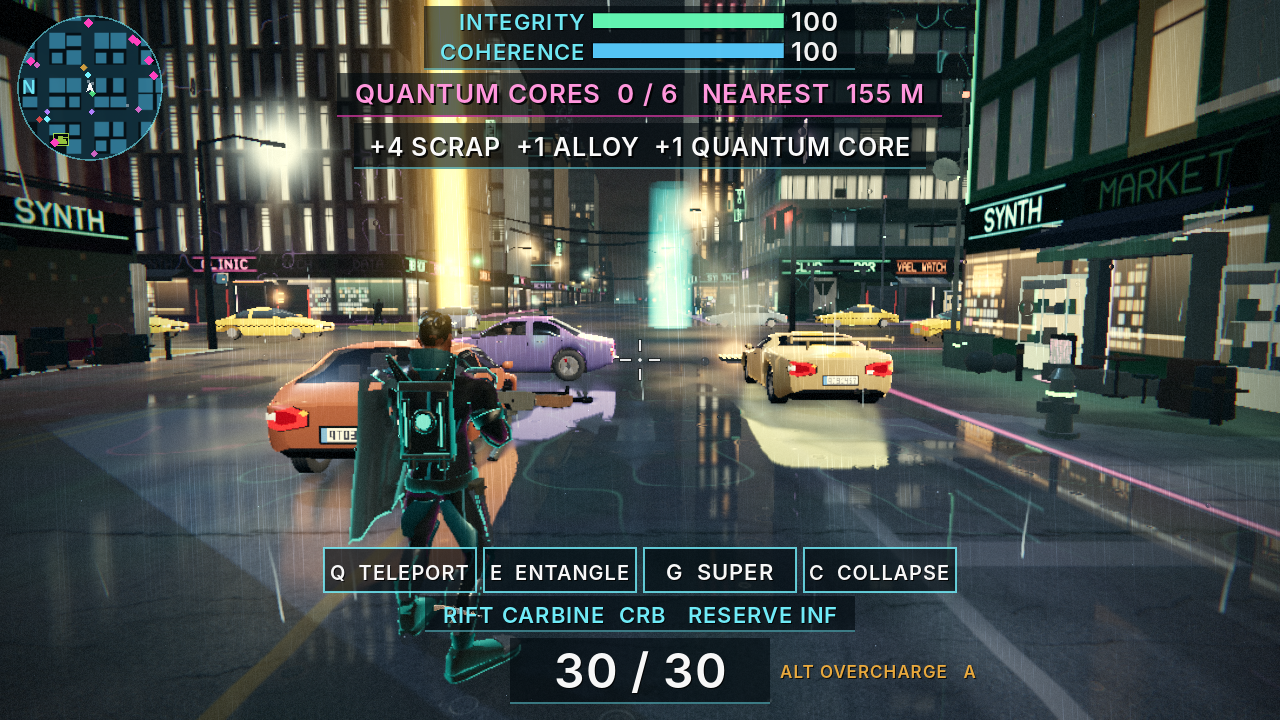 INTEGRITY 100
COHERENCE 100
N
QUANTUM CORES 0 / 6 NEAREST 155 M
+4 SCRAP +1 ALLOY +1 QUANTUM CORE
SYNTH
CLINIC
SYNTH
MARKET
BAR
VAEL WATCH
Q TELEPORT
E ENTANGLE
G SUPER
C COLLAPSE
RIFT CARBINE CRB RESERVE INF
30 / 30
ALT OVERCHARGE A